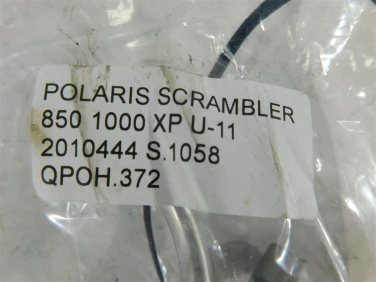 POLARIS SCRAMBLER
850 1000 XP U-11
2010444 S.1058
QPOH.372